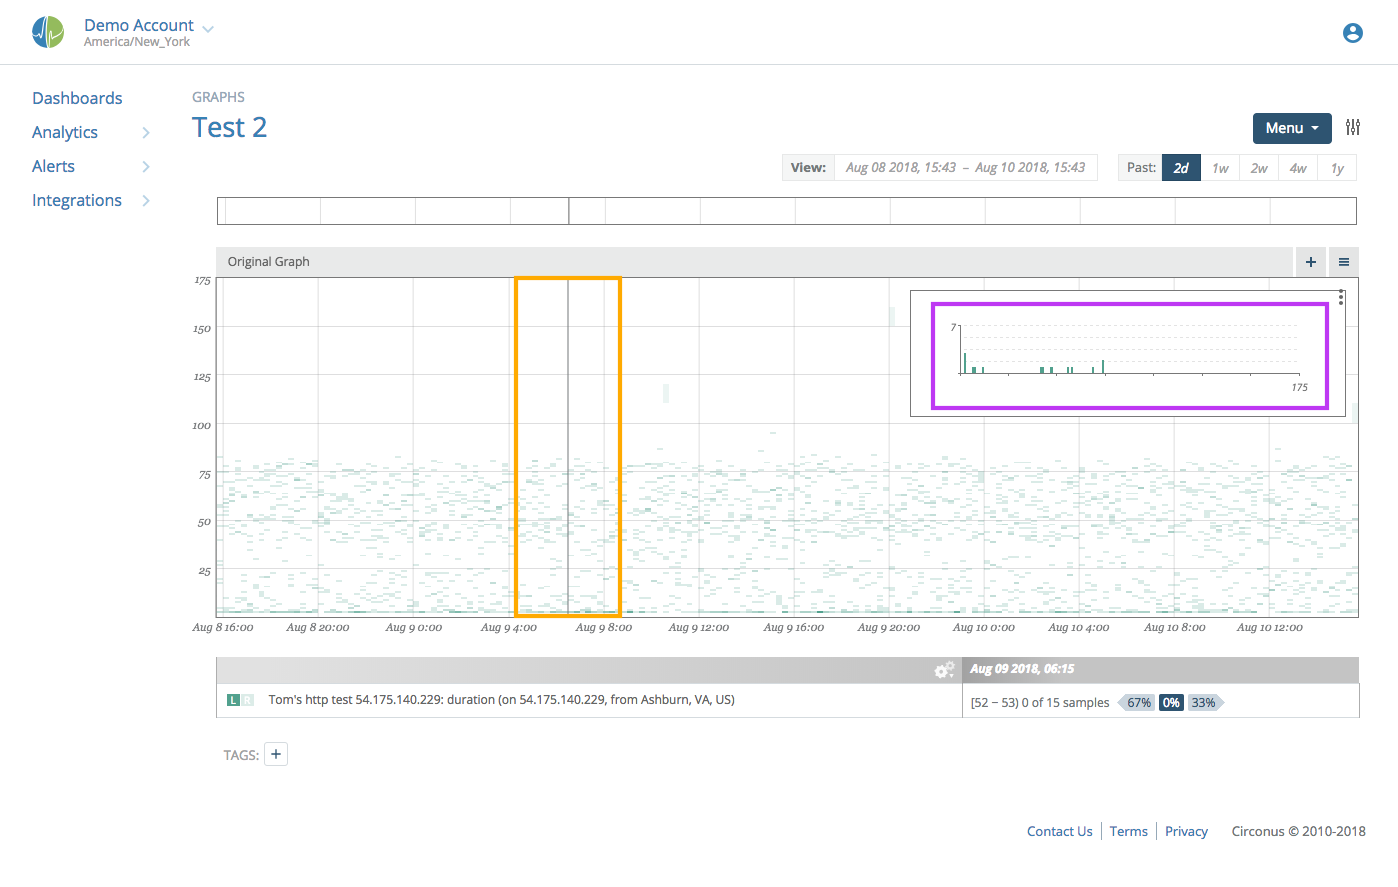 Demo Account
America/New_York
Dashboards
Analytics
Alerts
Integrations
GRAPHS
Test 2
Menu
View: Aug 08 2018, 15:43 – Aug 10 2018, 15:43
Past: 2d 1w 2w 4w 1y
Original Graph + ≡
175
150
125
100
75
50
25
7
175
Aug 8 16:00 Aug 8 20:00 Aug 9 0:00 Aug 9 4:00 Aug 9 8:00 Aug 9 12:00 Aug 9 16:00 Aug 9 20:00 Aug 10 0:00 Aug 10 4:00 Aug 10 8:00 Aug 10 12:00
Aug 09 2018, 06:15
L R Tom's http test 54.175.140.229: duration (on 54.175.140.229, from Ashburn, VA, US) [52 – 53) 0 of 15 samples 67% 0% 33%
TAGS: +
Contact Us Terms Privacy Circonus © 2010-2018